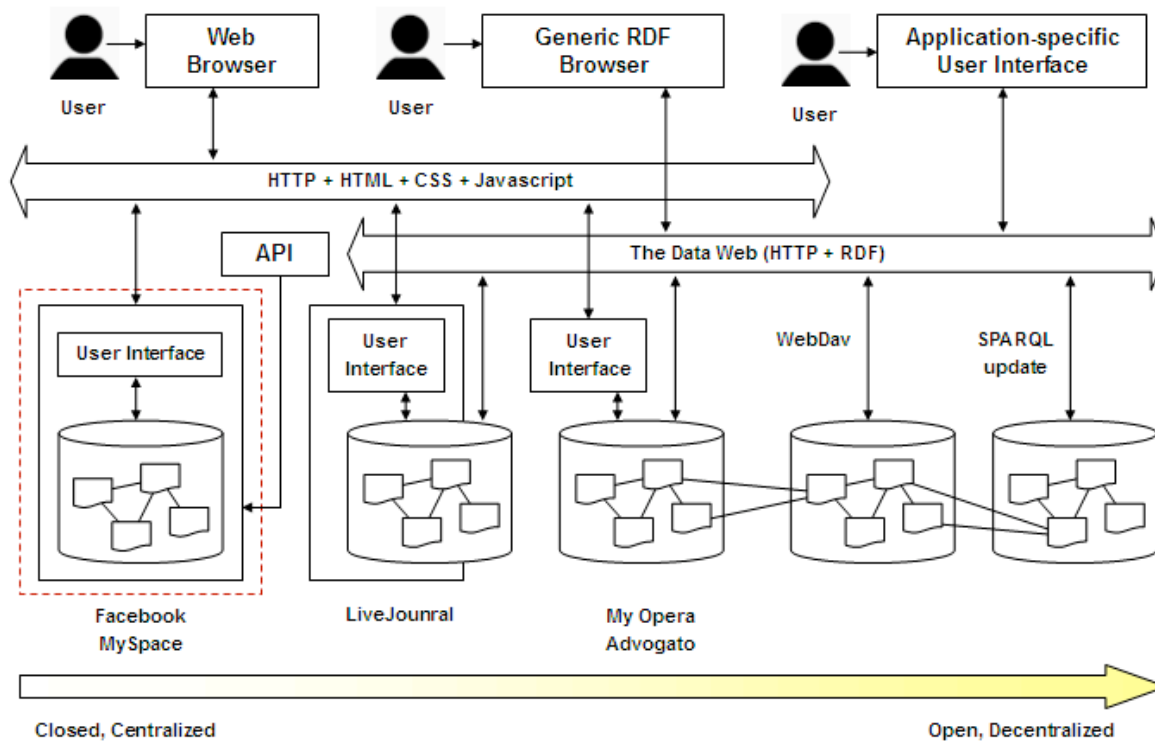 Web
Browser
User
Generic RDF
Browser
User
Application-specific
User Interface
User
HTTP + HTML + CSS + Javascript
API
The Data Web (HTTP + RDF)
User Interface
User
Interface
User
Interface
WebDav
SPARQL
update
Facebook
MySpace
LiveJounral
My Opera
Advogato
Closed, Centralized
Open, Decentralized